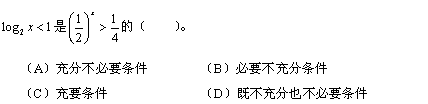 log₂ x < 1 是 (1/2)^x > 1/4 的（　　）。
（A）充分不必要条件　　（B）必要不充分条件
（C）充要条件　　（D）既不充分也不必要条件